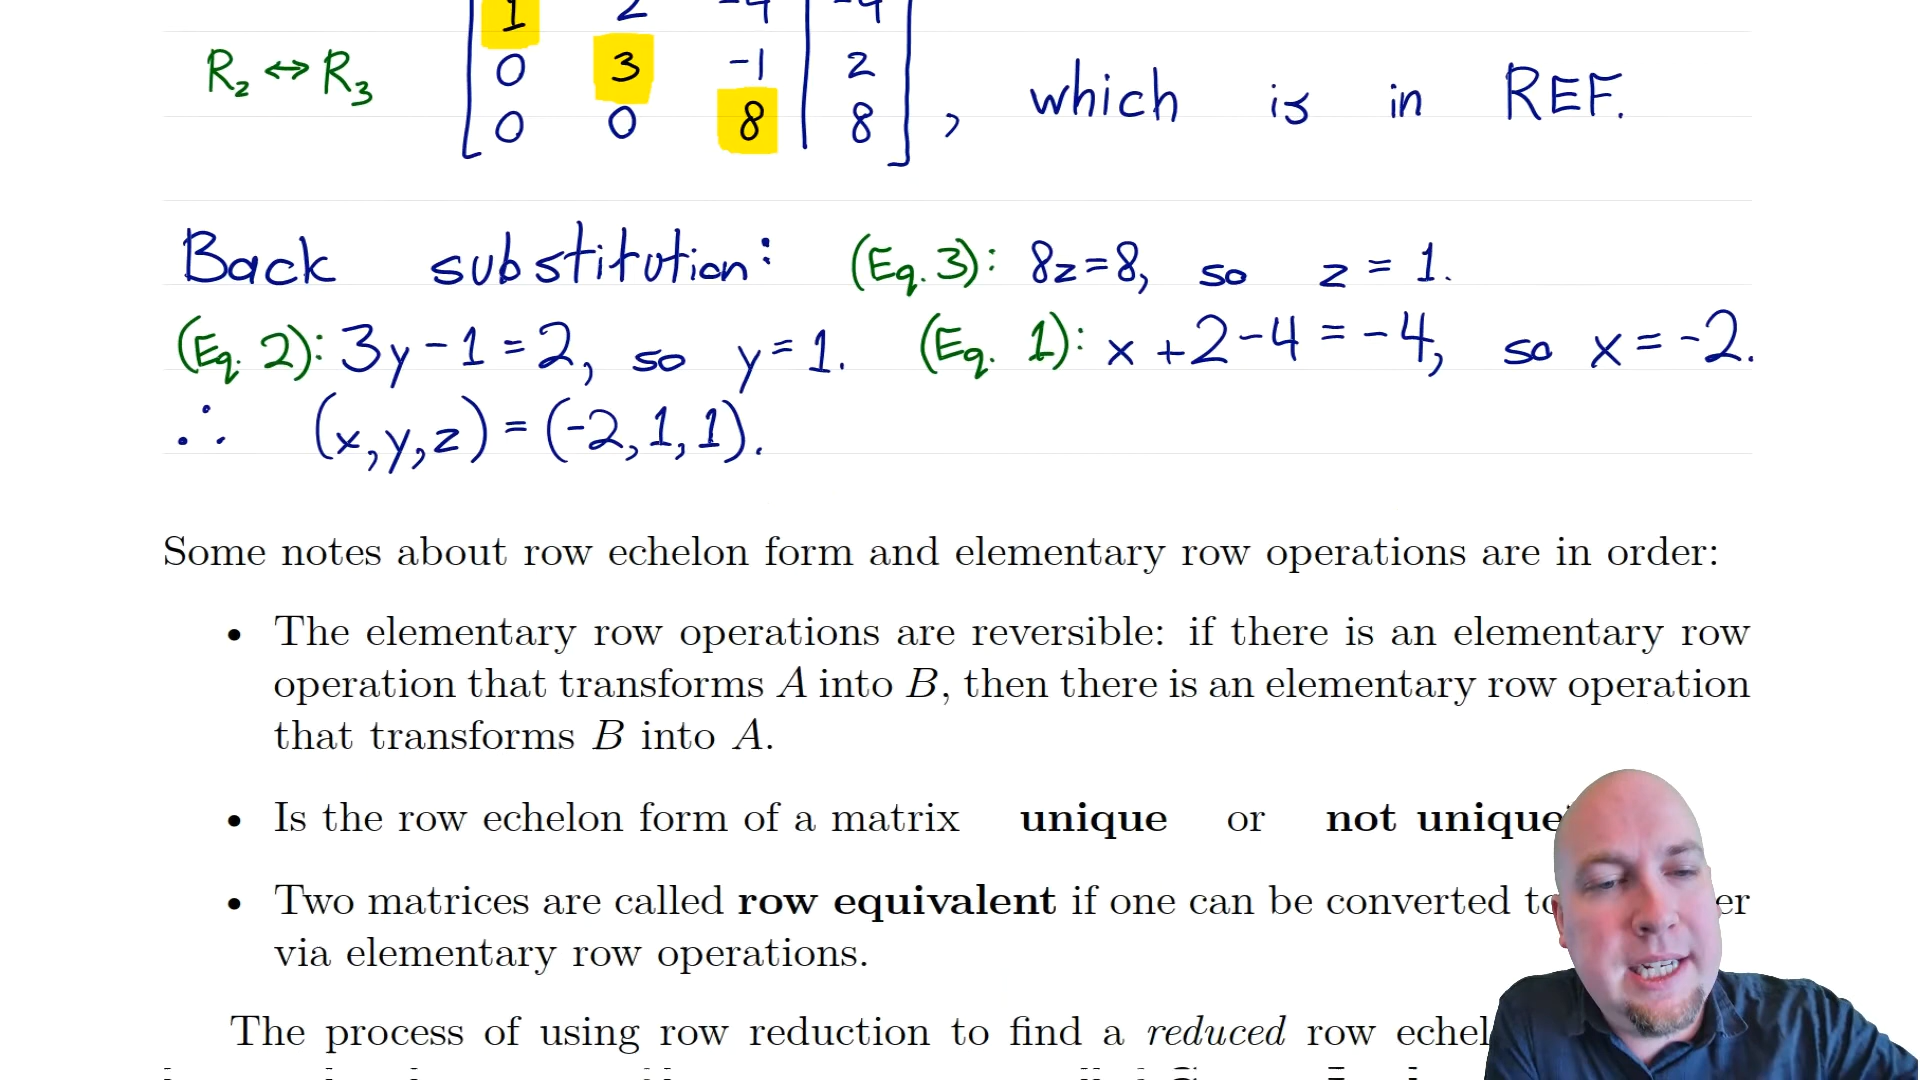 1 2 -4 -4
R₂ ↔ R₃ 0 3 -1 2
0 0 8 8 , which is in REF.
Back substitution: (Eq. 3): 8z=8, so z = 1.
(Eq. 2): 3y - 1 = 2, so y = 1. (Eq. 1): x + 2 - 4 = -4, so x = -2.
∴ (x,y,z) = (-2,1,1).
Some notes about row echelon form and elementary row operations are in order:
• The elementary row operations are reversible: if there is an elementary row
operation that transforms A into B, then there is an elementary row operation
that transforms B into A.
• Is the row echelon form of a matrix unique or not unique
• Two matrices are called row equivalent if one can be converted to er
via elementary row operations.
The process of using row reduction to find a reduced row echel